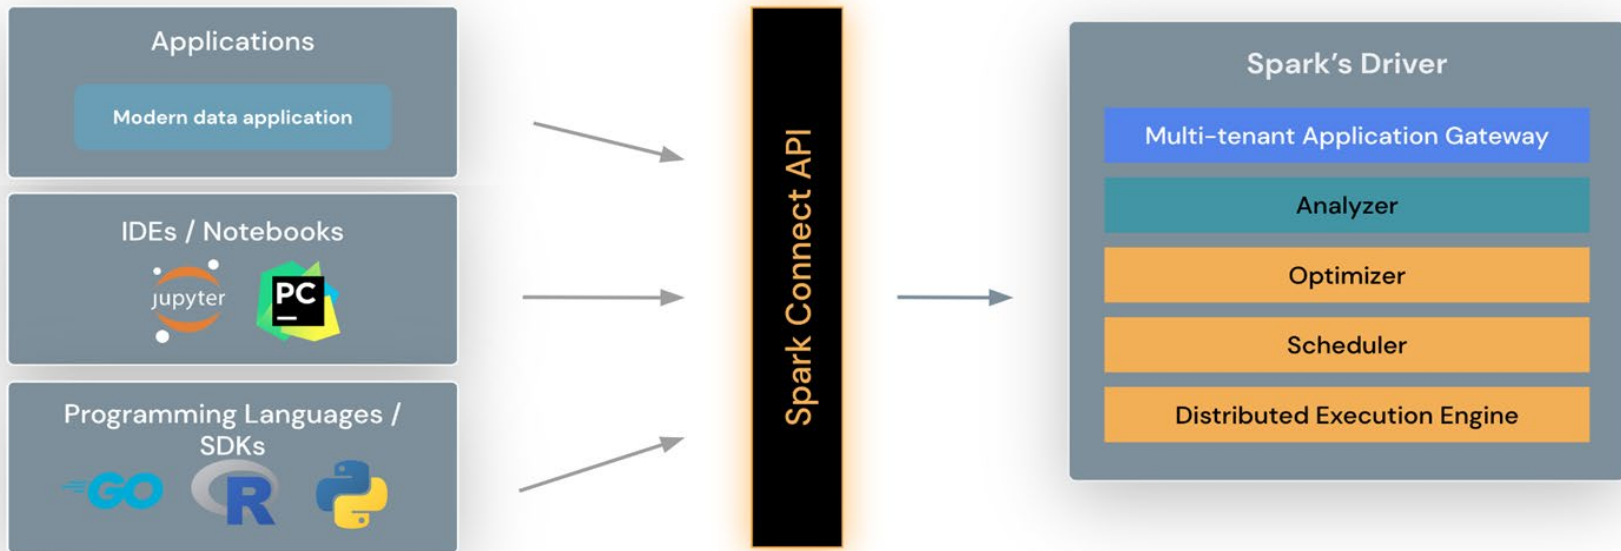 Applications
Modern data application
IDEs / Notebooks
jupyter
PC
Programming Languages /
SDKs
GO
R
Spark Connect API
Spark's Driver
Multi-tenant Application Gateway
Analyzer
Optimizer
Scheduler
Distributed Execution Engine